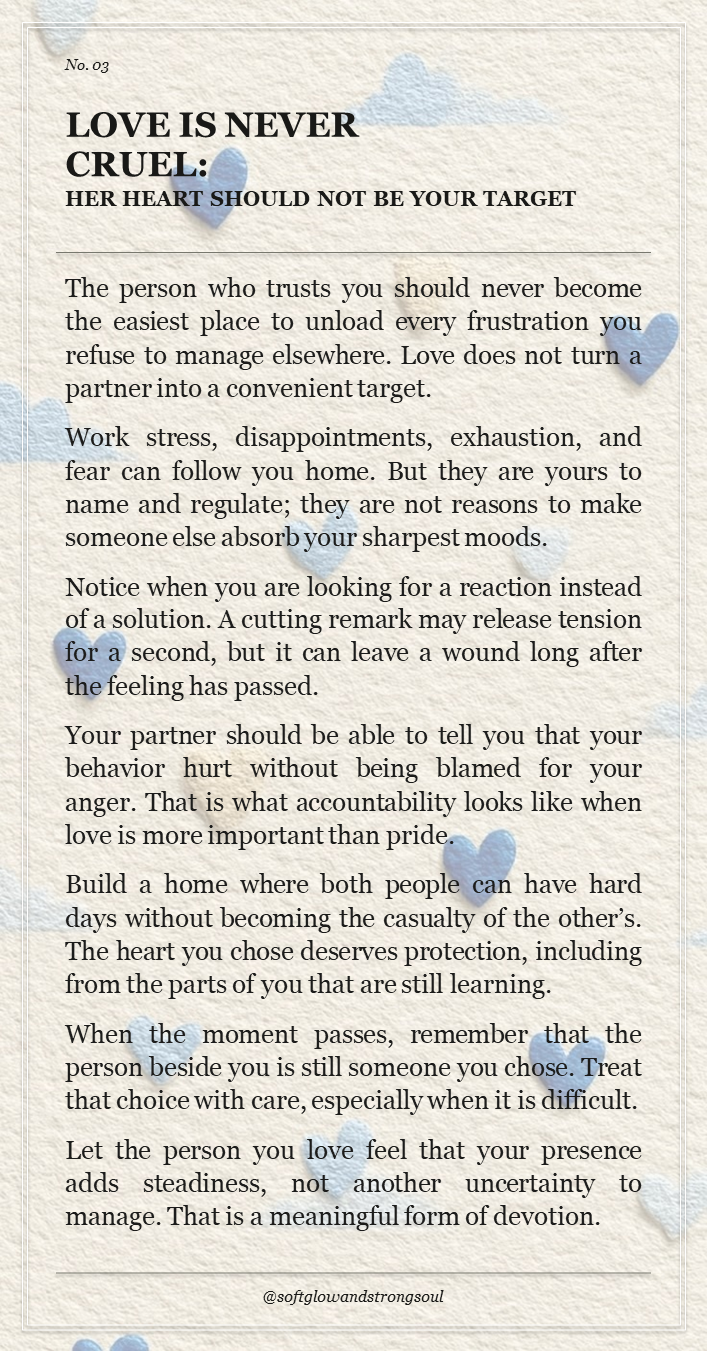 No. 03
LOVE IS NEVER
CRUEL:
HER HEART SHOULD NOT BE YOUR TARGET
The person who trusts you should never become
the easiest place to unload every frustration you
refuse to manage elsewhere. Love does not turn a
partner into a convenient target.
Work stress, disappointments, exhaustion, and
fear can follow you home. But they are yours to
name and regulate; they are not reasons to make
someone else absorb your sharpest moods.
Notice when you are looking for a reaction instead
of a solution. A cutting remark may release tension
for a second, but it can leave a wound long after
the feeling has passed.
Your partner should be able to tell you that your
behavior hurt without being blamed for your
anger. That is what accountability looks like when
love is more important than pride.
Build a home where both people can have hard
days without becoming the casualty of the other’s.
The heart you chose deserves protection, including
from the parts of you that are still learning.
When the moment passes, remember that the
person beside you is still someone you chose. Treat
that choice with care, especially when it is difficult.
Let the person you love feel that your presence
adds steadiness, not another uncertainty to
manage. That is a meaningful form of devotion.
@softglowandstrongsoul